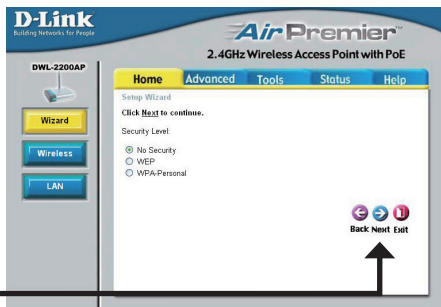 D-Link
Building Networks for People
AirPremier™
2.4GHz Wireless Access Point with PoE
DWL-2200AP
Home Advanced Tools Status Help
Wizard
Wireless
LAN
Setup Wizard
Click Next to continue.
Security Level:
No Security
WEP
WPA-Personal
Back Next Exit